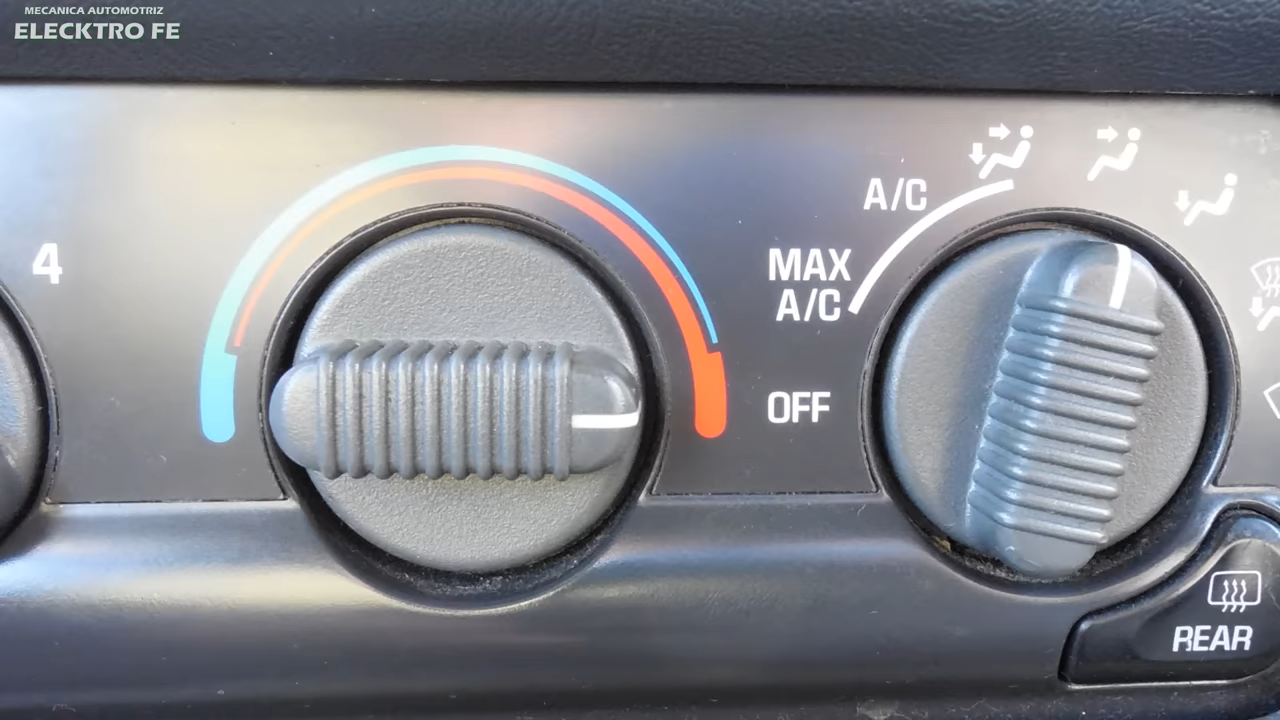 MECANICA AUTOMOTRIZ
ELECKTRO FE
4
A/C
MAX
A/C
OFF
REAR